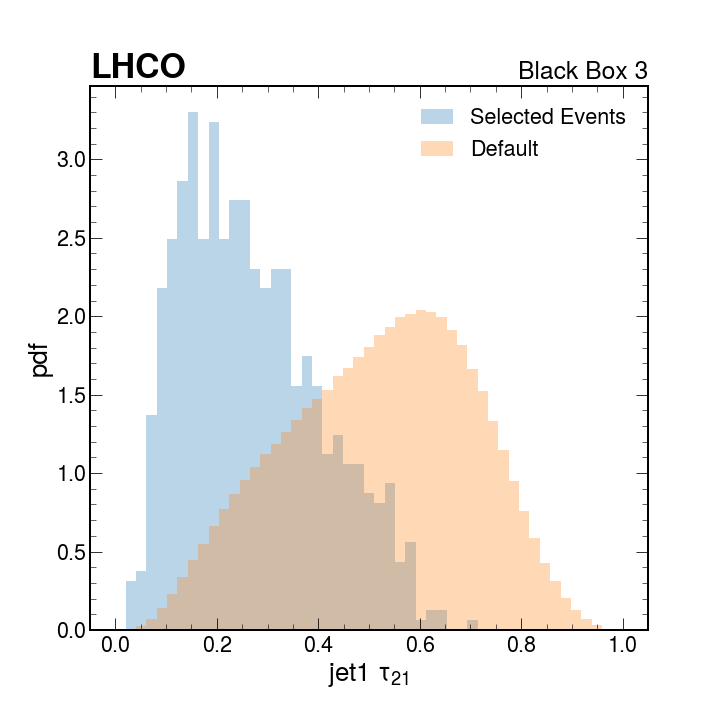 LHCO
Black Box 3
Selected Events
Default
3.0
2.5
2.0
1.5
1.0
0.5
0.0
pdf
0.0 0.2 0.4 0.6 0.8 1.0
jet1 τ₂₁